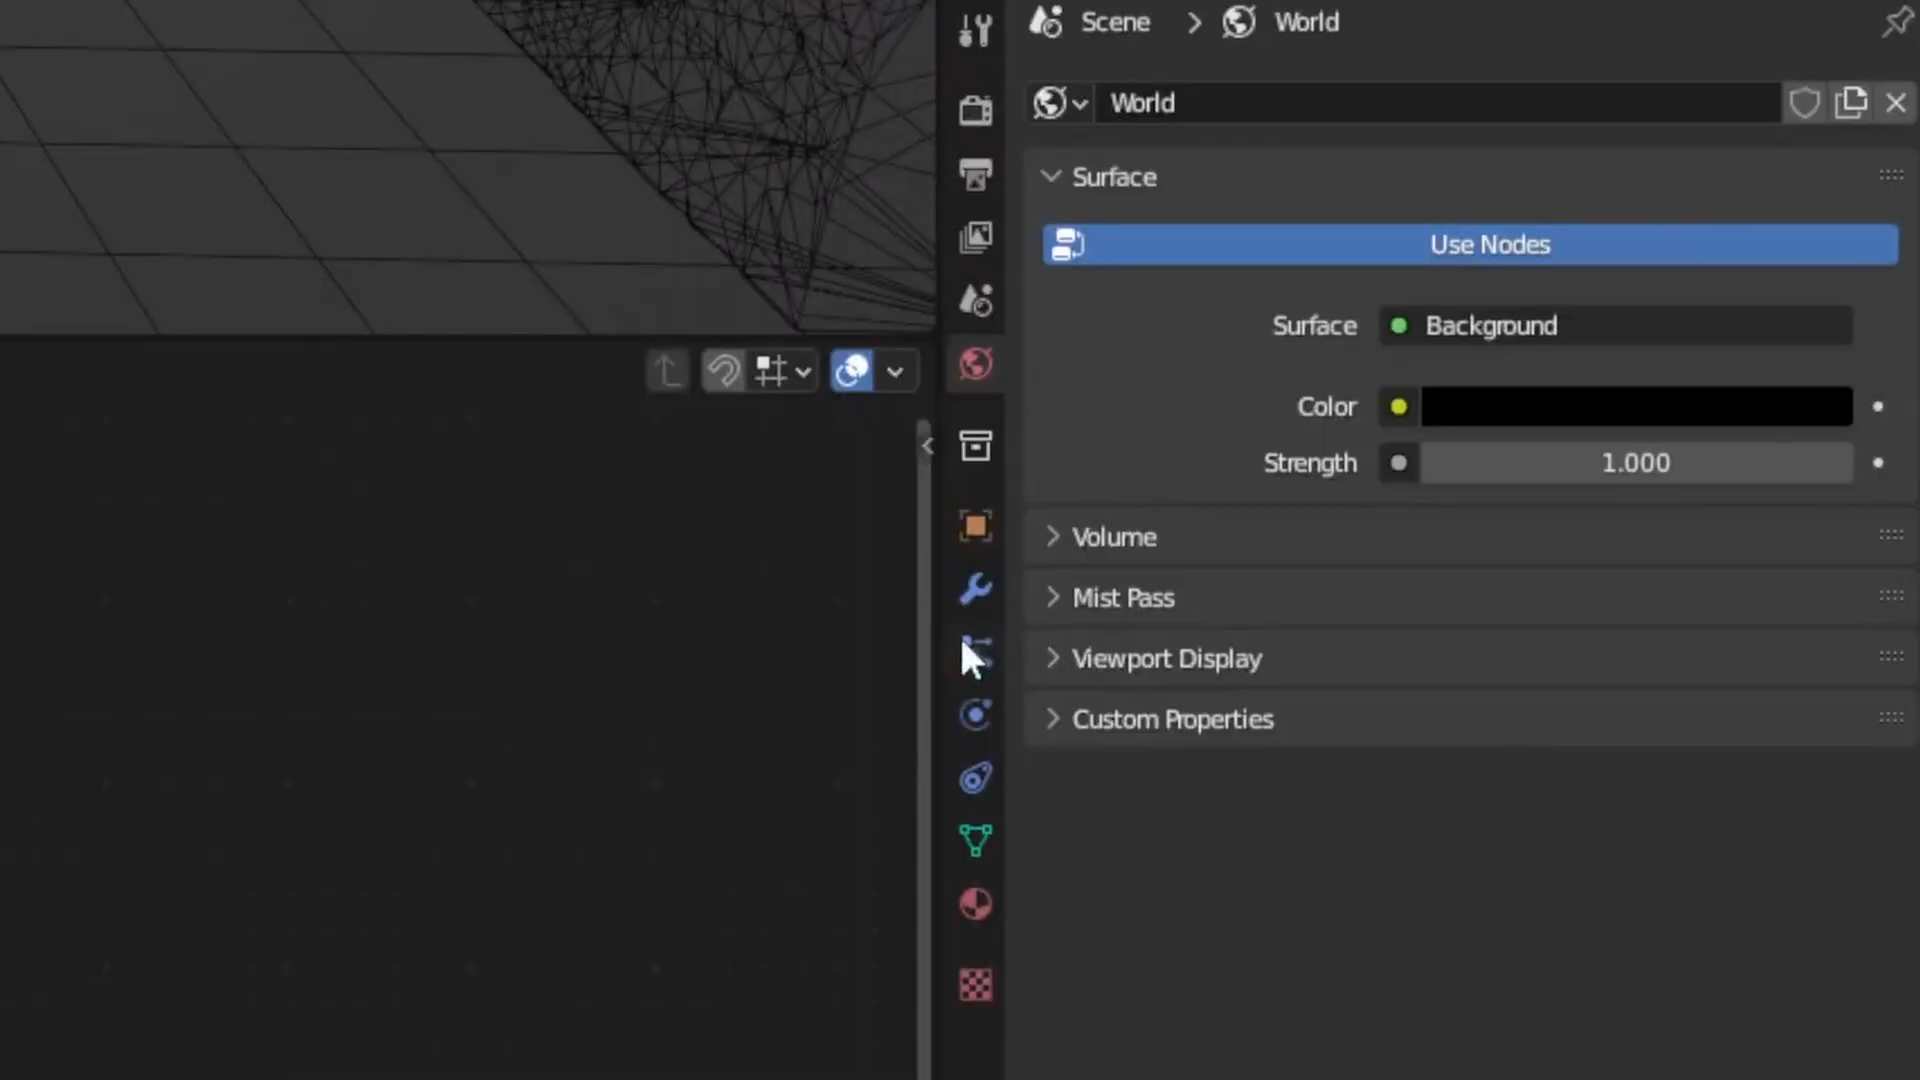 Scene > World
World
Surface
Use Nodes
Surface Background
Color
Strength 1.000
Volume
Mist Pass
Viewport Display
Custom Properties